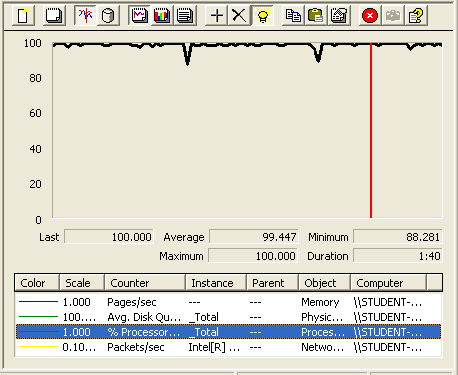 100
80
60
40
20
0
Last 100.000 Average 99.447 Minimum 88.281
Maximum 100.000 Duration 1:40
Color Scale Counter Instance Parent Object Computer
1.000 Pages/sec --- --- Memory \\STUDENT-...
100.... Avg. Disk Qu... _Total --- Physic... \\STUDENT-...
1.000 % Processor... _Total --- Proces... \\STUDENT-...
0.10... Packets/sec Intel[R] ... --- Netwo... \\STUDENT-...